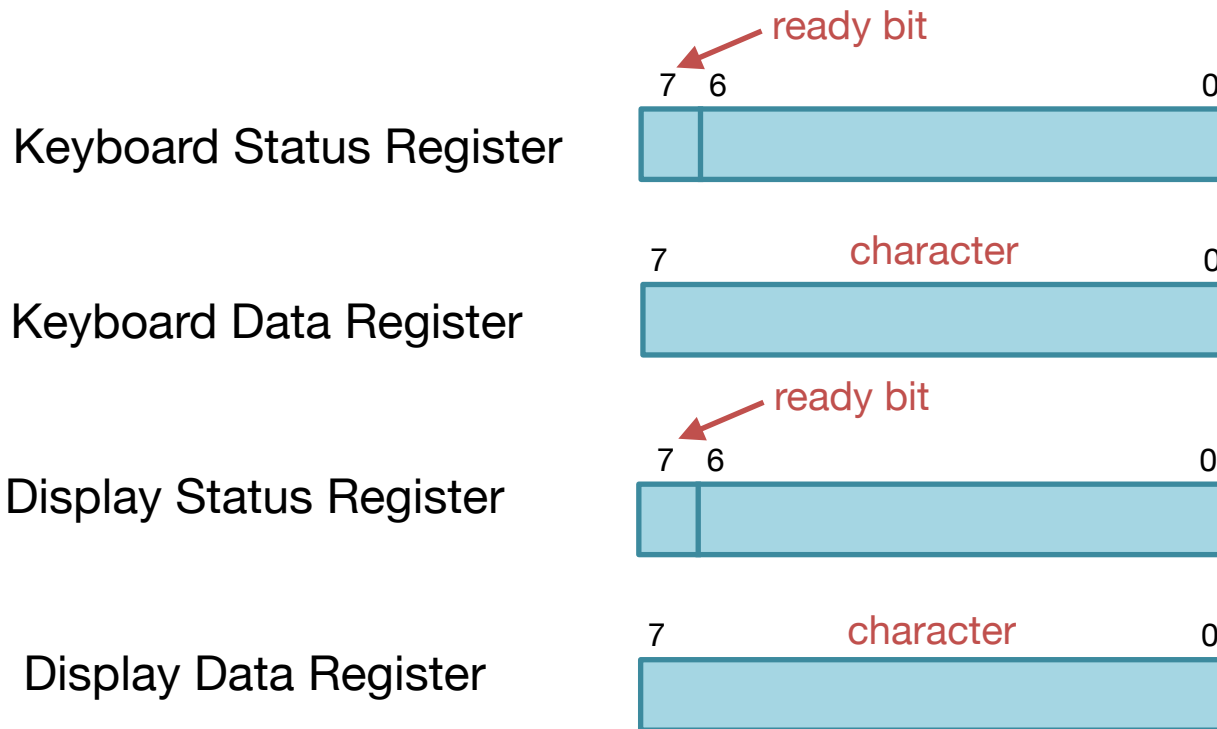 ready bit
7 6 0
Keyboard Status Register
7 character 0
Keyboard Data Register
ready bit
7 6 0
Display Status Register
7 character 0
Display Data Register